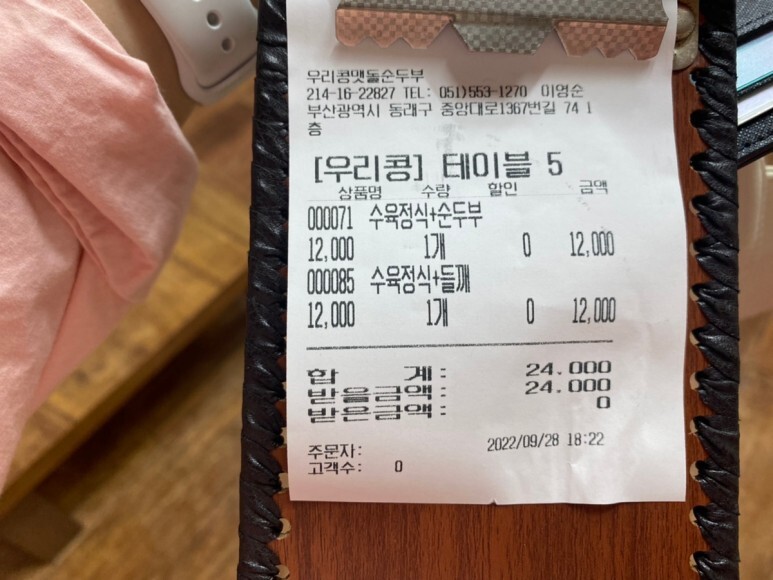 우리콩맷돌순두부
214-16-22827 TEL: 051)553-1270 이영순
부산광역시 동래구 중앙대로1367번길 74 1
층
[우리콩] 테이블 5
상품명 수량 할인 금액
000071 수육정식+순두부
12,000 1개 0 12,000
000085 수육정식+들깨
12,000 1개 0 12,000
합 계: 24.000
받을금액: 24.000
받은금액: 0
2022/09/28 18:22
주문자:
고객수: 0